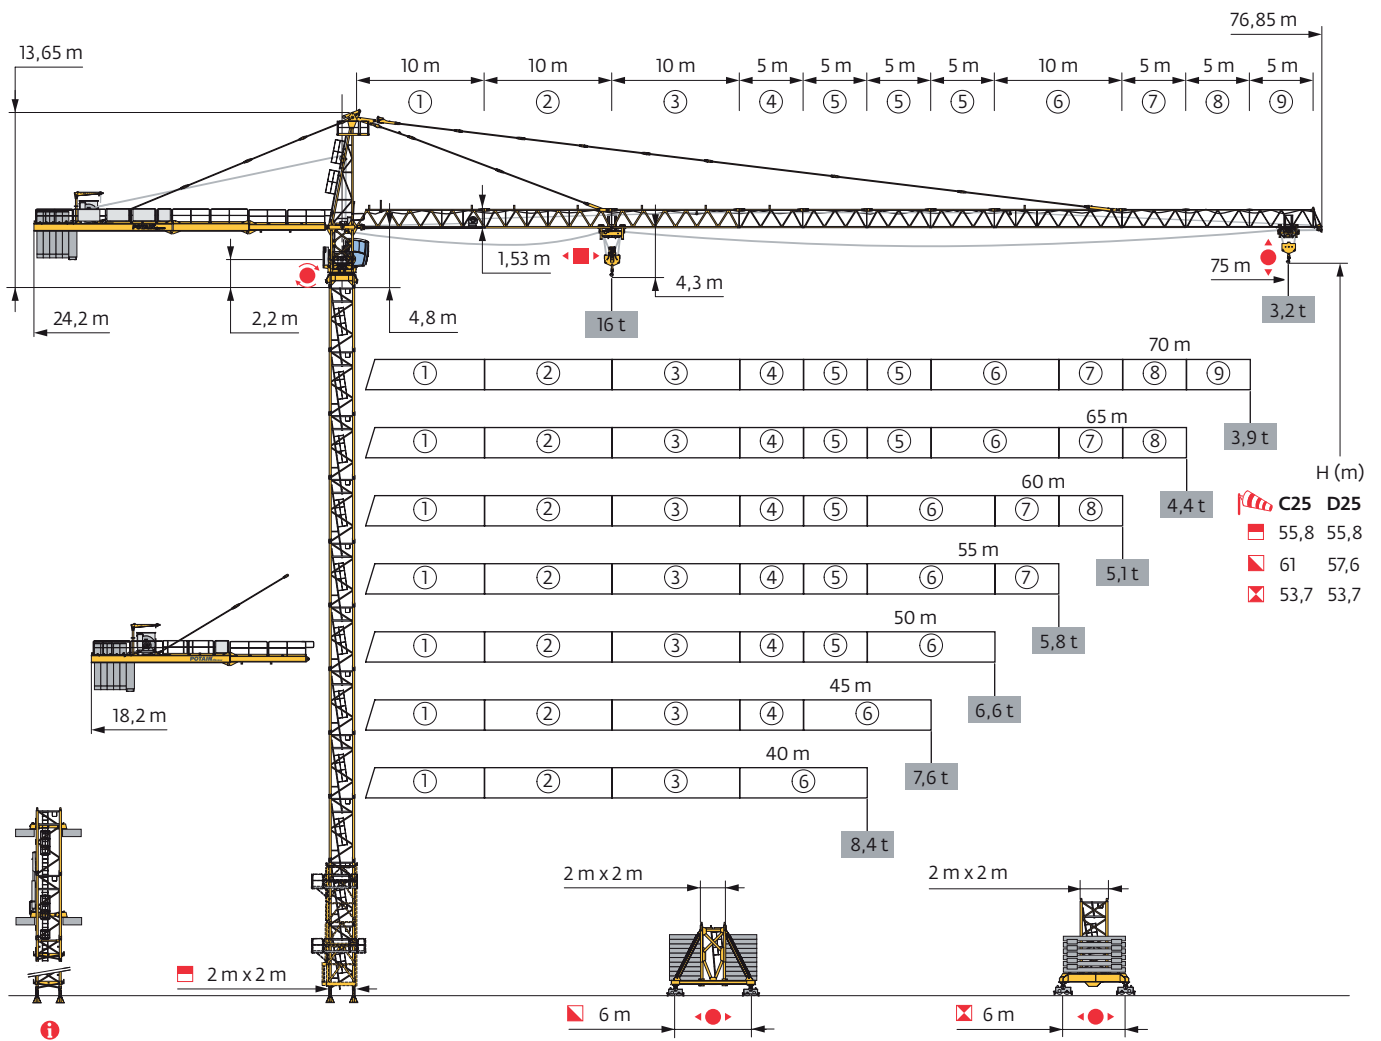 76,85 m
13,65 m
10 m 10 m 10 m 5 m 5 m 5 m 5 m 10 m 5 m 5 m 5 m
1 2 3 4 5 5 5 6 7 8 9
POTAIN
1,53 m
4,3 m
75 m
24,2 m
2,2 m
4,8 m
16 t
3,2 t
70 m
1 2 3 4 5 5 6 7 8 9
3,9 t
65 m
1 2 3 4 5 5 6 7 8
4,4 t
60 m
1 2 3 4 5 6 7 8
5,1 t
55 m
1 2 3 4 5 6 7
5,8 t
50 m
1 2 3 4 5 6
6,6 t
45 m
1 2 3 4 6
7,6 t
40 m
1 2 3 6
8,4 t
H (m)
C25 D25
55,8 55,8
61 57,6
53,7 53,7
POTAIN
18,2 m
2 m x 2 m
2 m x 2 m
2 m x 2 m
6 m
6 m
i